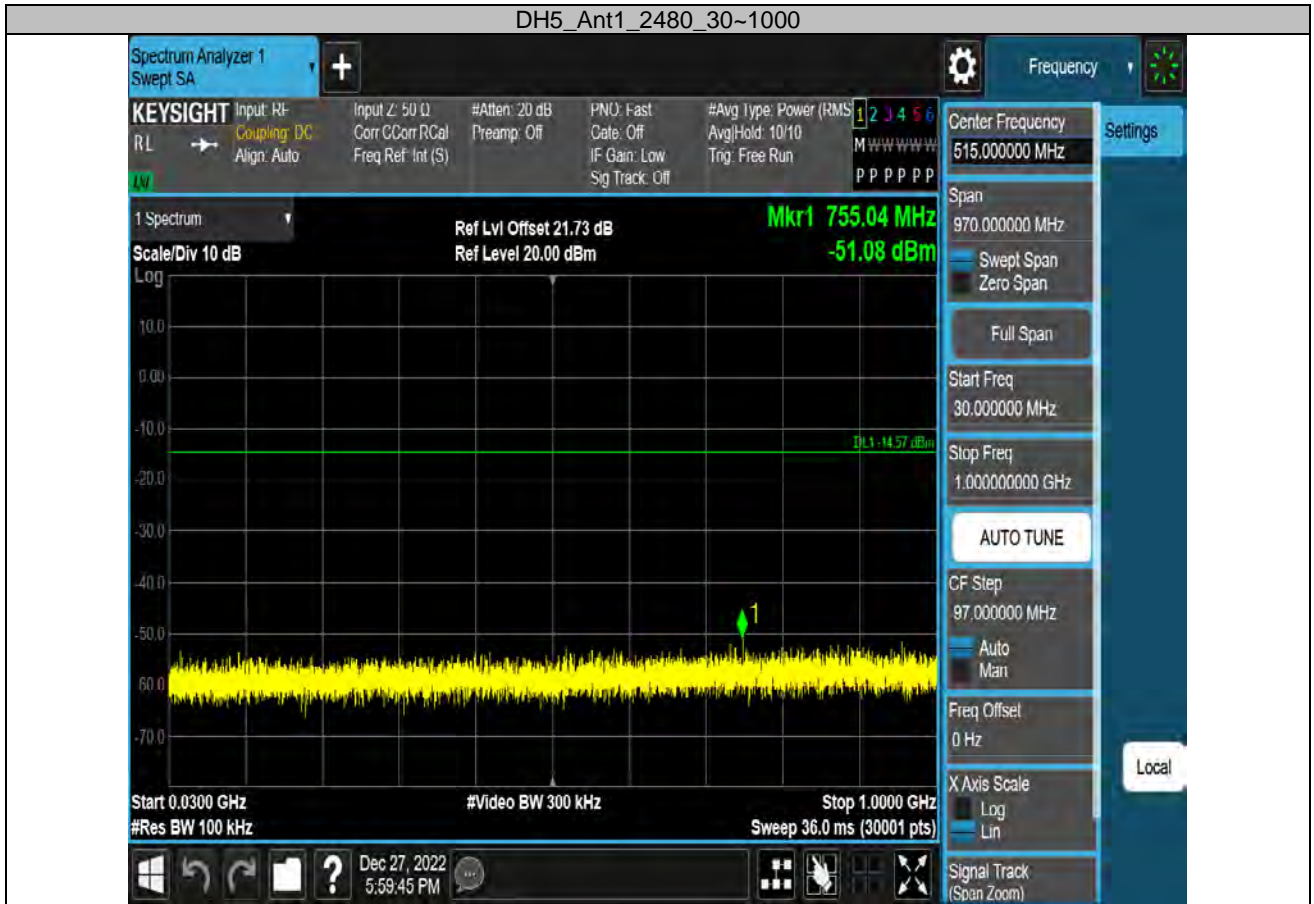 DH5_Ant1_2480_30~1000
Spectrum Analyzer 1
Swept SA
Frequency
KEYSIGHT
RL
Input: RF
Coupling: DC
Align: Auto
Input Z: 50 Ω
Corr CCorr RCal
Freq Ref: Int (S)
#Atten: 20 dB
Preamp: Off
PNO: Fast
Gate: Off
IF Gain: Low
Sig Track: Off
#Avg Type: Power (RMS
Avg|Hold: 10/10
Trig: Free Run
1 2 3 4 5 6
M W W W W W
P P P P P P
1 Spectrum
Scale/Div 10 dB
Log
Ref Lvl Offset 21.73 dB
Ref Level 20.00 dBm
Mkr1 755.04 MHz
-51.08 dBm
10.0
0.00
-10.0
DL1 -14.57 dBm
-20.0
-30.0
-40.0
1
-50.0
-60.0
-70.0
Start 0.0300 GHz
#Res BW 100 kHz
#Video BW 300 kHz
Stop 1.0000 GHz
Sweep 36.0 ms (30001 pts)
Dec 27, 2022
5:59:45 PM
Center Frequency
515.000000 MHz
Span
970.000000 MHz
Swept Span
Zero Span
Full Span
Start Freq
30.000000 MHz
Stop Freq
1.000000000 GHz
AUTO TUNE
CF Step
97.000000 MHz
Auto
Man
Freq Offset
0 Hz
X Axis Scale
Log
Lin
Signal Track
(Span Zoom)
Settings
Local